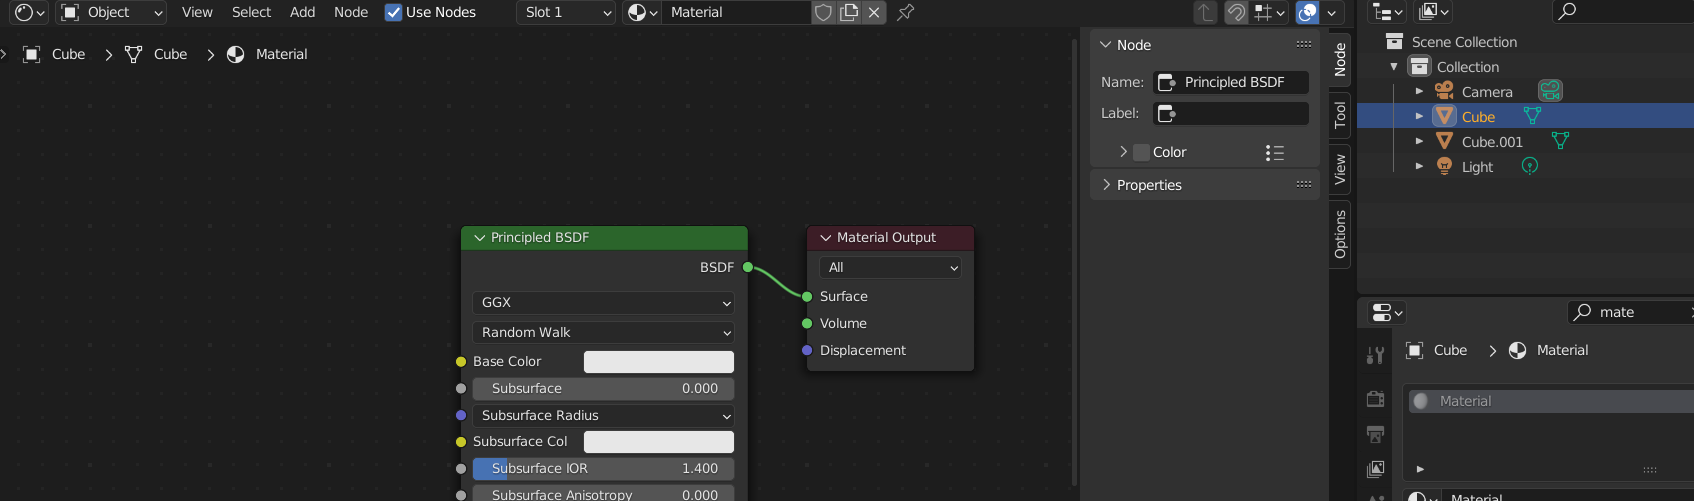 Object View Select Add Node Use Nodes Slot 1 Material
Cube > Cube > Material
Node
Name: Principled BSDF
Label:
Color
Properties
Node
Tool
View
Options
Principled BSDF
BSDF
GGX
Random Walk
Base Color
Subsurface 0.000
Subsurface Radius
Subsurface Col
Subsurface IOR 1.400
Subsurface Anisotropy 0.000
Material Output
All
Surface
Volume
Displacement
Scene Collection
Collection
Camera
Cube
Cube.001
Light
mate
Cube > Material
Material
Material